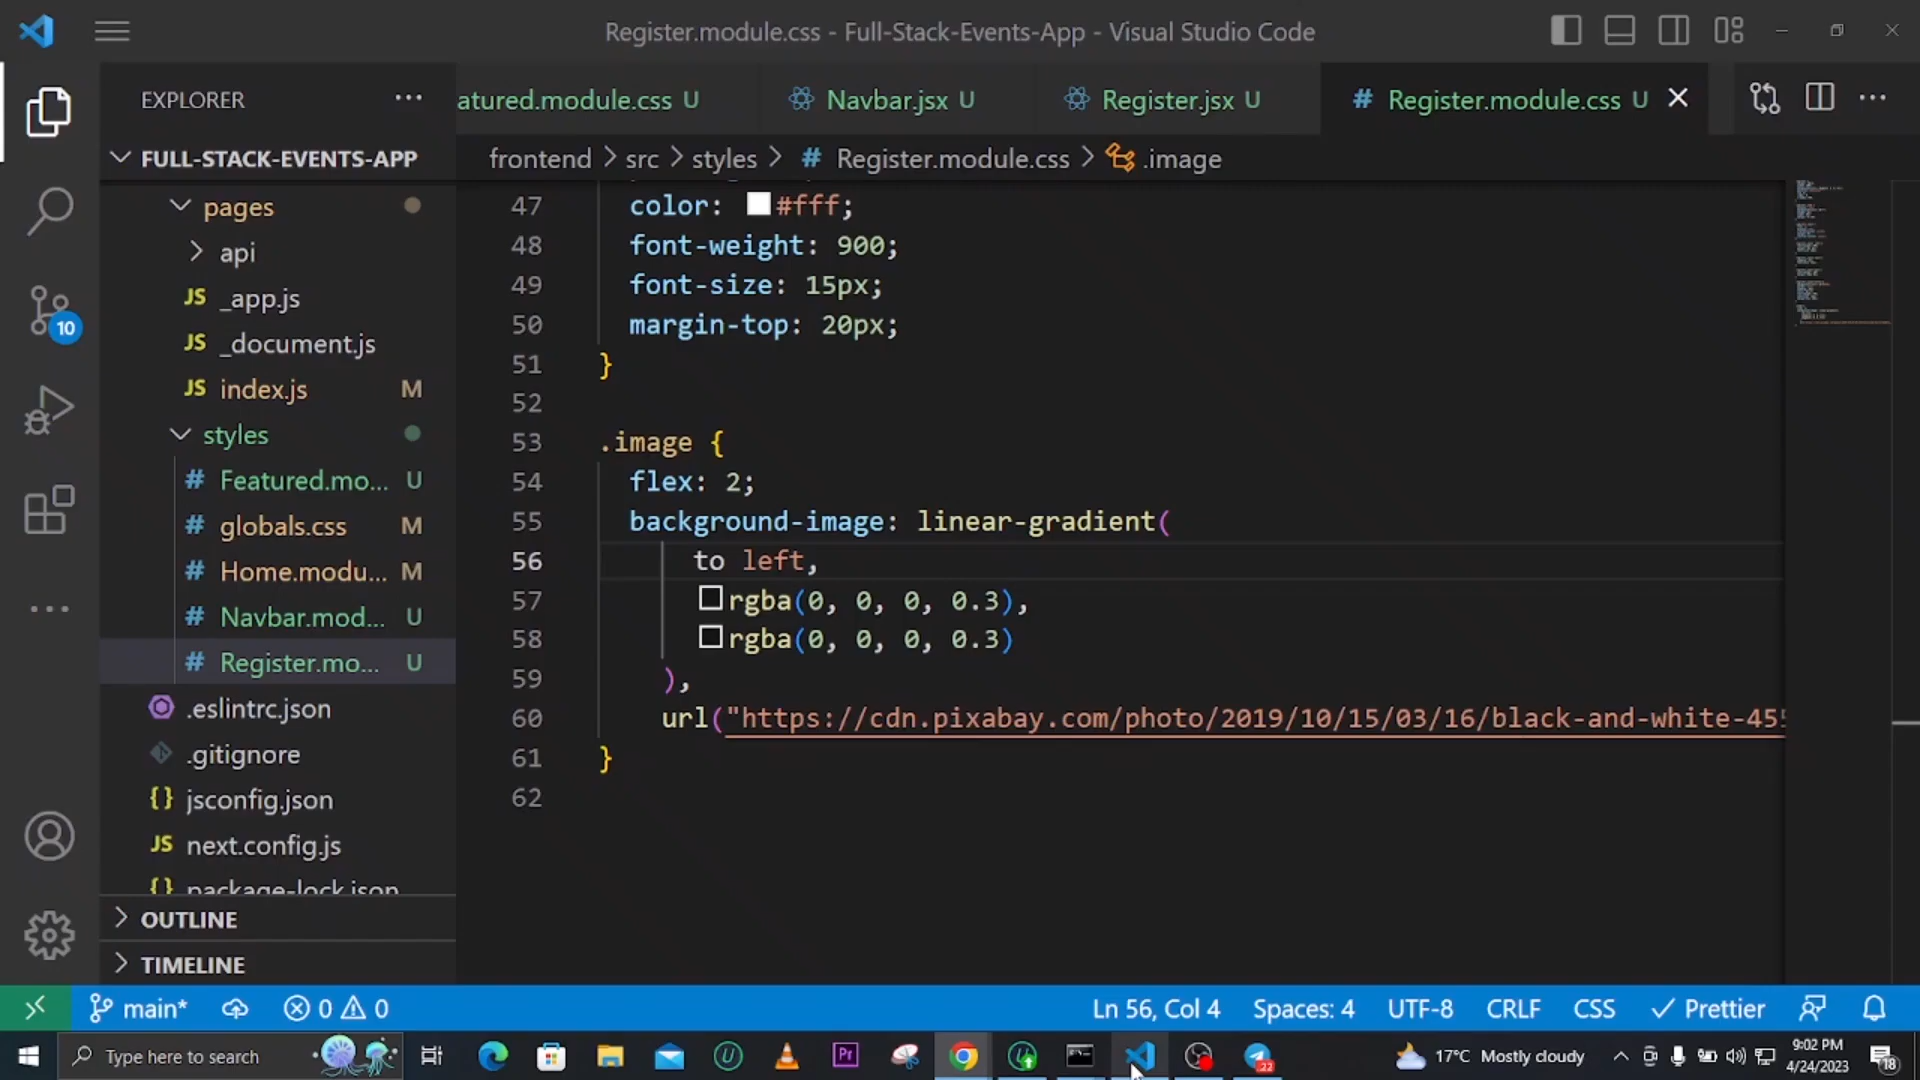 Register.module.css - Full-Stack-Events-App - Visual Studio Code
EXPLORER
atured.module.css U
Navbar.jsx U
Register.jsx U
# Register.module.css U
FULL-STACK-EVENTS-APP
frontend > src > styles > # Register.module.css > .image
pages
api
JS _app.js
JS _document.js
JS index.js M
styles
# Featured.mo... U
# globals.css M
# Home.modu... M
# Navbar.mod... U
# Register.mo... U
.eslintrc.json
.gitignore
{} jsconfig.json
JS next.config.js
{} package-lock.json
OUTLINE
TIMELINE
10
47 color: #fff;
48 font-weight: 900;
49 font-size: 15px;
50 margin-top: 20px;
51 }
52
53 .image {
54 flex: 2;
55 background-image: linear-gradient(
56 to left,
57 rgba(0, 0, 0, 0.3),
58 rgba(0, 0, 0, 0.3)
59 ),
60 url("https://cdn.pixabay.com/photo/2019/10/15/03/16/black-and-white-45
61 }
62
main* 0 0 Ln 56, Col 4 Spaces: 4 UTF-8 CRLF CSS Prettier
Type here to search
Pr
22
17°C Mostly cloudy
9:02 PM
4/24/2023
18